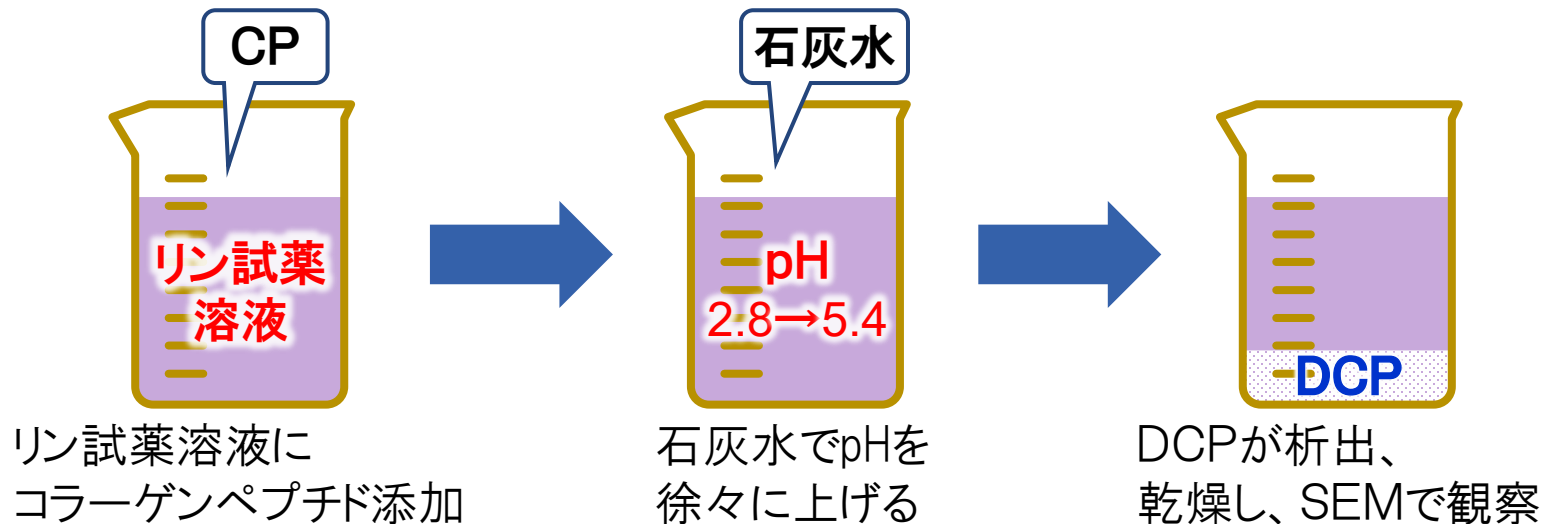 CP
リン試薬
溶液
リン試薬溶液に
コラーゲンペプチド添加
石灰水
pH
2.8→5.4
石灰水でpHを
徐々に上げる
DCP
DCPが析出、
乾燥し、SEMで観察